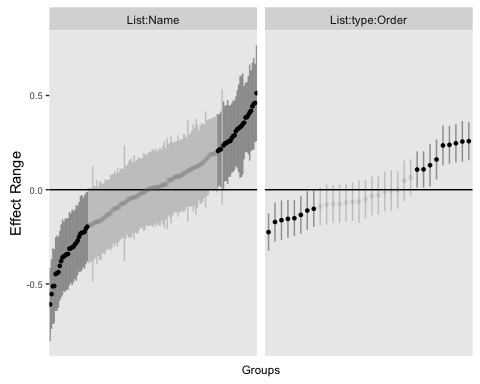 List:Name
List:type:Order
0.5
0.0
-0.5
Effect Range
Groups